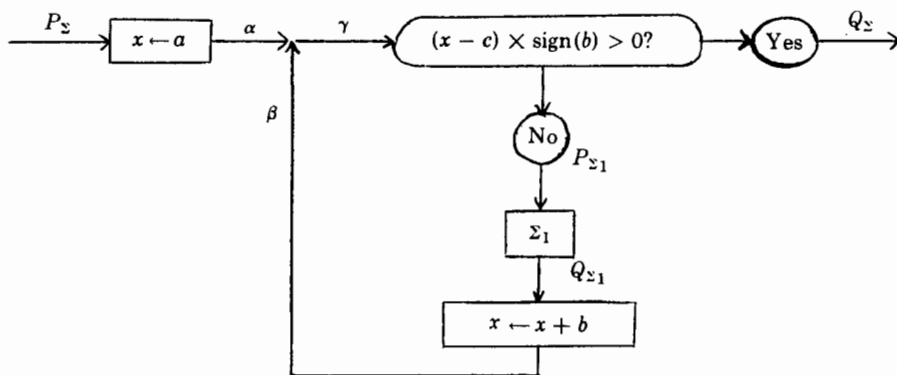 P_Σ
x ← a
α
γ
(x − c) × sign(b) > 0?
Yes
Q_Σ
β
No
P_Σ1
Σ1
Q_Σ1
x ← x + b